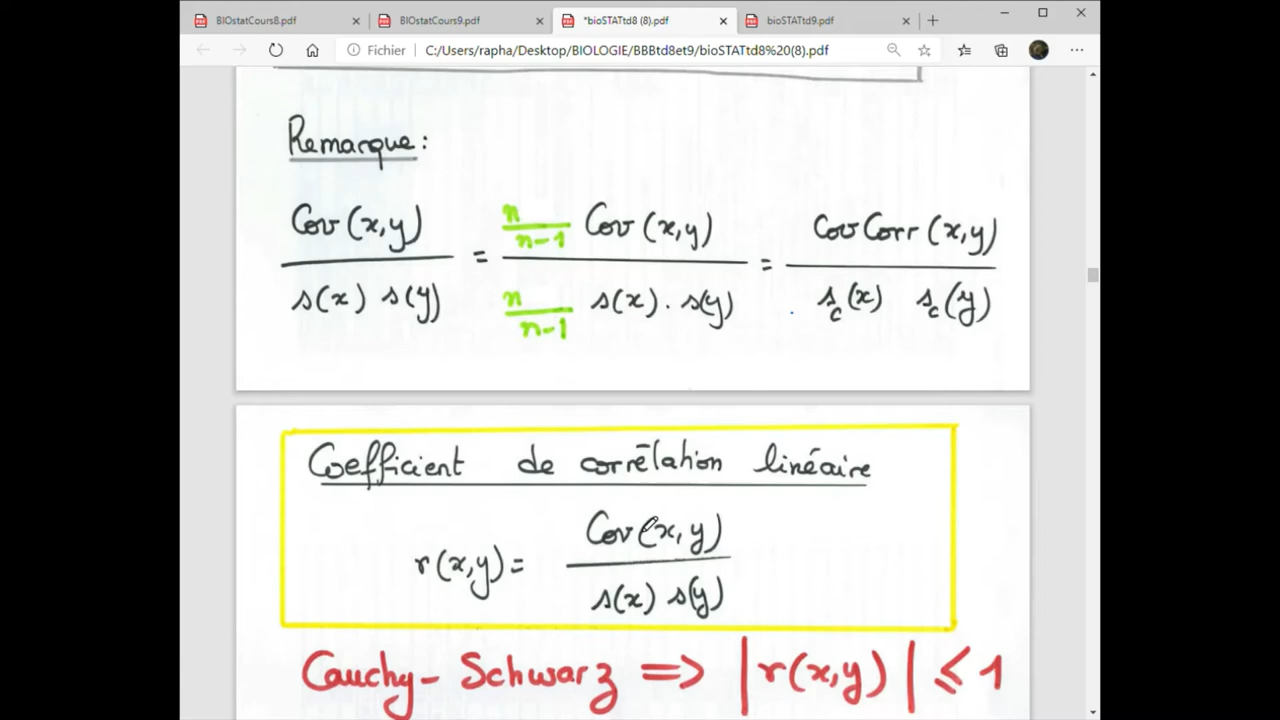 BIOstatCours8.pdf BIOstatCours9.pdf *bioSTATtd8 (8).pdf bioSTATtd9.pdf
Fichier C:/Users/rapha/Desktop/BIOLOGIE/BBBtd8et9/bioSTATtd8%20(8).pdf
Remarque:
Cov(x,y) / s(x) s(y) = n/n-1 Cov(x,y) / n/n-1 s(x).s(y) = CovCorr(x,y) / s_c(x) s_c(y)
Coefficient de corrélation linéaire
r(x,y) = Cov(x,y) / s(x) s(y)
Cauchy-Schwarz => |r(x,y)| ≤ 1